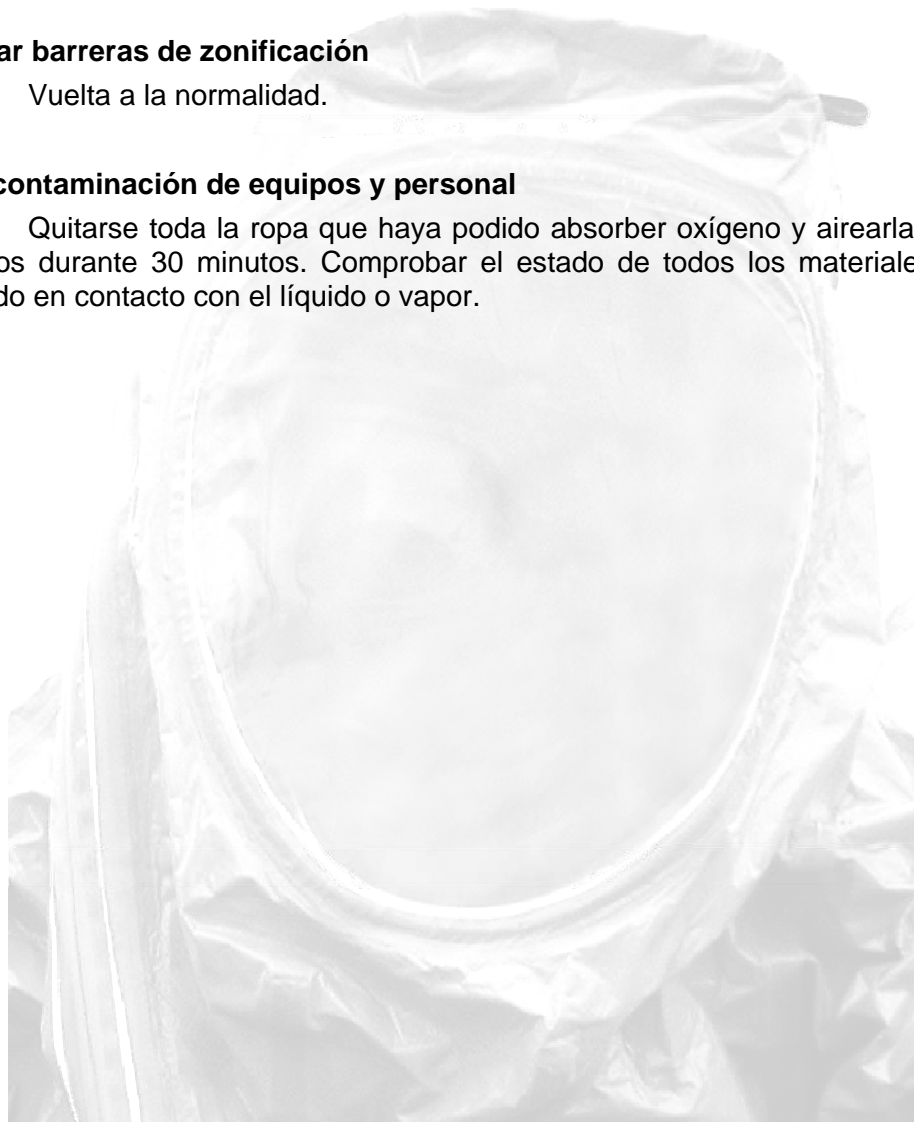 ar barreras de zonificación
Vuelta a la normalidad.
contaminación de equipos y personal
Quitarse toda la ropa que haya podido absorber oxígeno y airearla
os durante 30 minutos. Comprobar el estado de todos los materiale
do en contacto con el líquido o vapor.